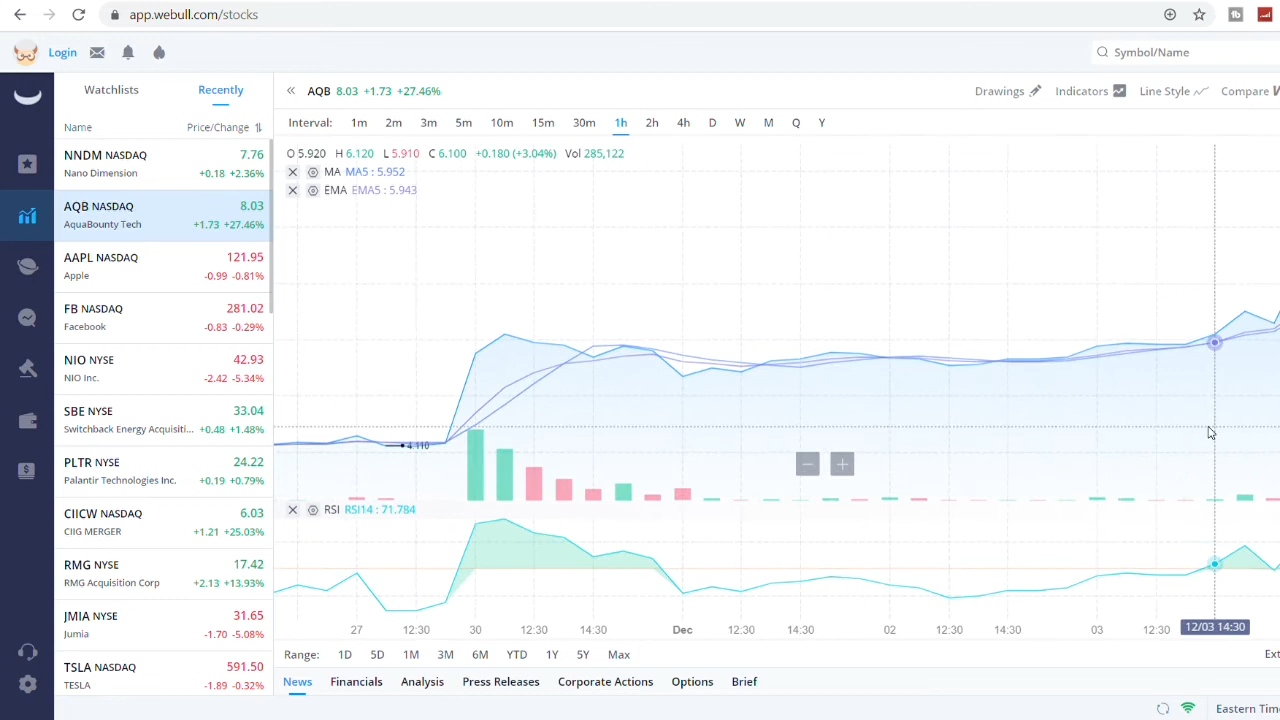 app.webull.com/stocks
Login
Symbol/Name
Watchlists
Recently
Name
Price/Change
NNDM NASDAQ 7.76
Nano Dimension +0.18 +2.36%
AQB NASDAQ 8.03
AquaBounty Tech +1.73 +27.46%
AAPL NASDAQ 121.95
Apple -0.99 -0.81%
FB NASDAQ 281.02
Facebook -0.83 -0.29%
NIO NYSE 42.93
NIO Inc. -2.42 -5.34%
SBE NYSE 33.04
Switchback Energy Acquisiti... +0.48 +1.48%
PLTR NYSE 24.22
Palantir Technologies Inc. +0.19 +0.79%
CIICW NASDAQ 6.03
CIIG MERGER +1.21 +25.03%
RMG NYSE 17.42
RMG Acquisition Corp +2.13 +13.93%
JMIA NYSE 31.65
Jumia -1.70 -5.08%
TSLA NASDAQ 591.50
TESLA -1.89 -0.32%
AQB 8.03 +1.73 +27.46%
Drawings Indicators Line Style Compare
Interval: 1m 2m 3m 5m 10m 15m 30m 1h 2h 4h D W M Q Y
O 5.920 H 6.120 L 5.910 C 6.100 +0.180 (+3.04%) Vol 285,122
MA MA5 : 5.952
EMA EMA5 : 5.943
4.110
RSI RSI14 : 71.784
27 12:30 30 12:30 14:30 Dec 12:30 14:30 02 12:30 14:30 03 12:30 12/03 14:30
Range: 1D 5D 1M 3M 6M YTD 1Y 5Y Max
Ext
News Financials Analysis Press Releases Corporate Actions Options Brief
Eastern Tim